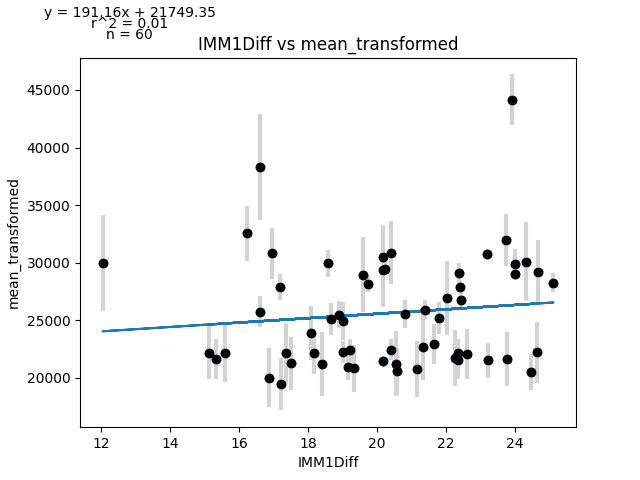 y = 191.16x + 21749.35
r^2 = 0.01
n = 60
IMM1Diff vs mean_transformed
45000
40000
35000
30000
25000
20000
mean_transformed
12 14 16 18 20 22 24
IMM1Diff